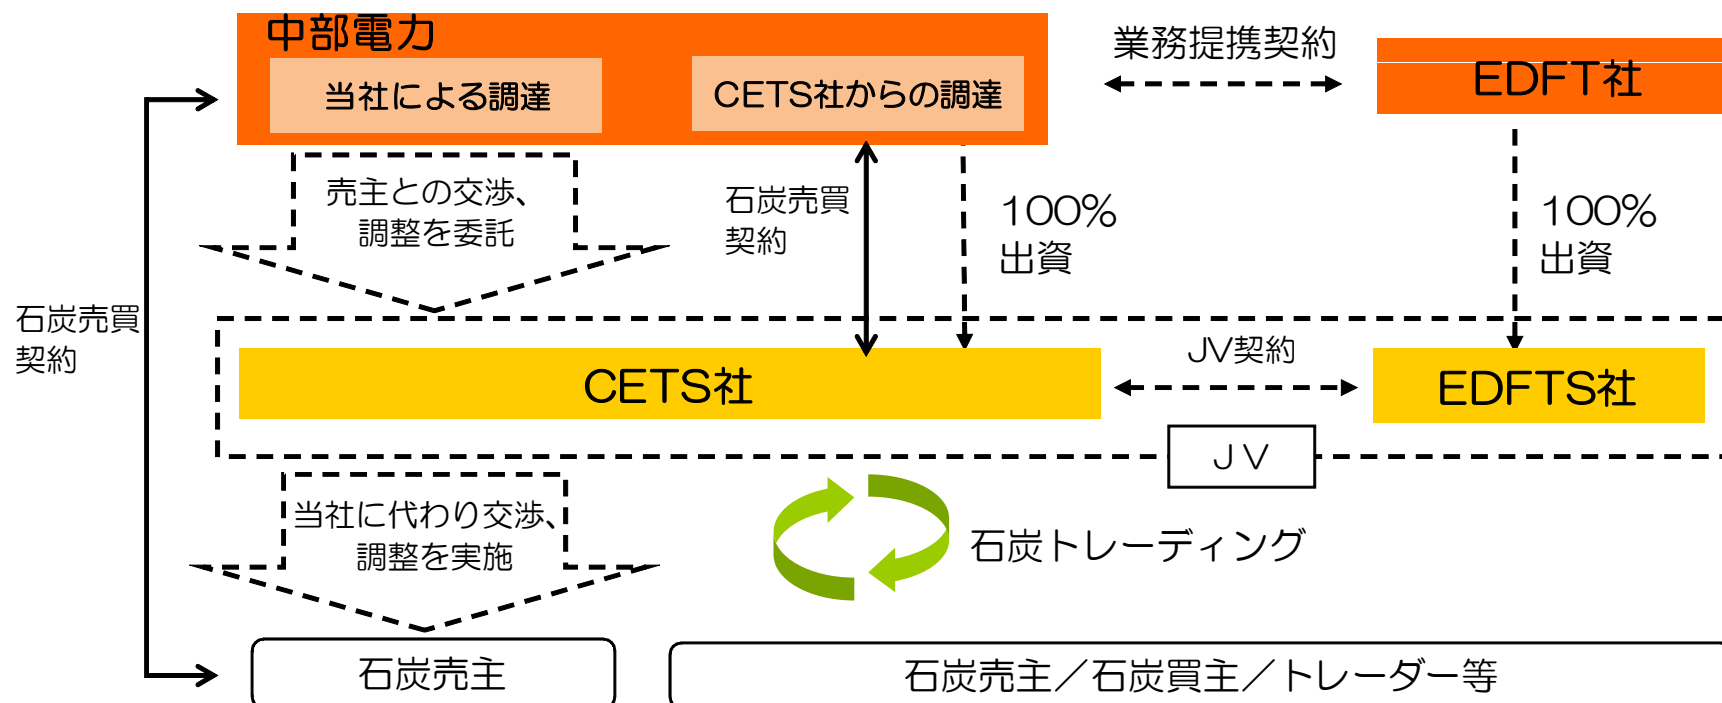 中部電力
当社による調達
CETS社からの調達
業務提携契約
EDFT社
売主との交渉、
調整を委託
石炭売買
契約
100%
出資
100%
出資
石炭売買
契約
CETS社
JV契約
EDFTS社
JV
当社に代わり交渉、
調整を実施
石炭トレーディング
石炭売主
石炭売主／石炭買主／トレーダー等